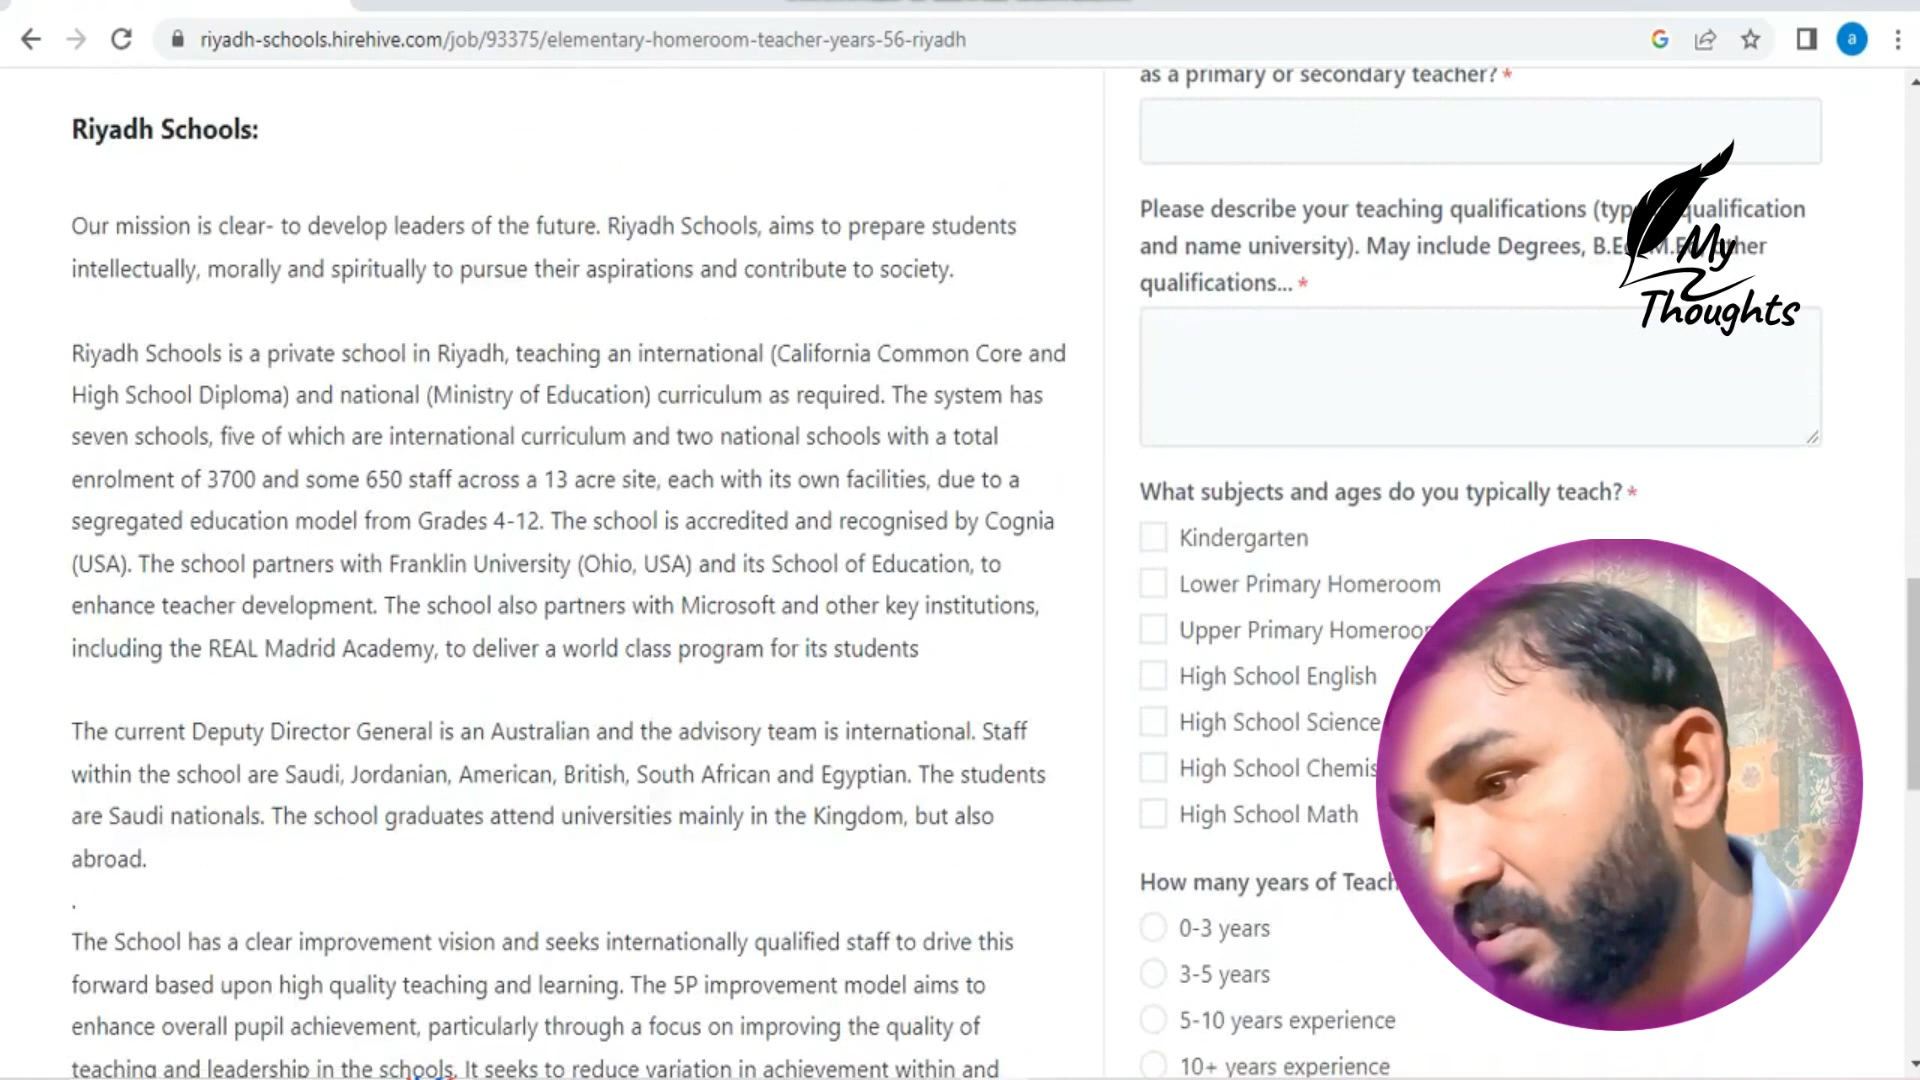 riyadh-schools.hirehive.com/job/93375/elementary-homeroom-teacher-years-56-riyadh
a
Riyadh Schools:
Our mission is clear- to develop leaders of the future. Riyadh Schools, aims to prepare students
intellectually, morally and spiritually to pursue their aspirations and contribute to society.
Riyadh Schools is a private school in Riyadh, teaching an international (California Common Core and
High School Diploma) and national (Ministry of Education) curriculum as required. The system has
seven schools, five of which are international curriculum and two national schools with a total
enrolment of 3700 and some 650 staff across a 13 acre site, each with its own facilities, due to a
segregated education model from Grades 4-12. The school is accredited and recognised by Cognia
(USA). The school partners with Franklin University (Ohio, USA) and its School of Education, to
enhance teacher development. The school also partners with Microsoft and other key institutions,
including the REAL Madrid Academy, to deliver a world class program for its students
The current Deputy Director General is an Australian and the advisory team is international. Staff
within the school are Saudi, Jordanian, American, British, South African and Egyptian. The students
are Saudi nationals. The school graduates attend universities mainly in the Kingdom, but also
abroad.
.
The School has a clear improvement vision and seeks internationally qualified staff to drive this
forward based upon high quality teaching and learning. The 5P improvement model aims to
enhance overall pupil achievement, particularly through a focus on improving the quality of
teaching and leadership in the schools. It seeks to reduce variation in achievement within and
as a primary or secondary teacher? *
Please describe your teaching qualifications (qualification
and name university). May include Degrees,
qualifications... *
My
Thoughts
What subjects and ages do you typically teach? *
Kindergarten
Lower Primary Homeroom
Upper Primary
High School English
High School Science
High School
High School Math
How many years of
0-3 years
3-5 years
5-10 years experience
10+ years experience